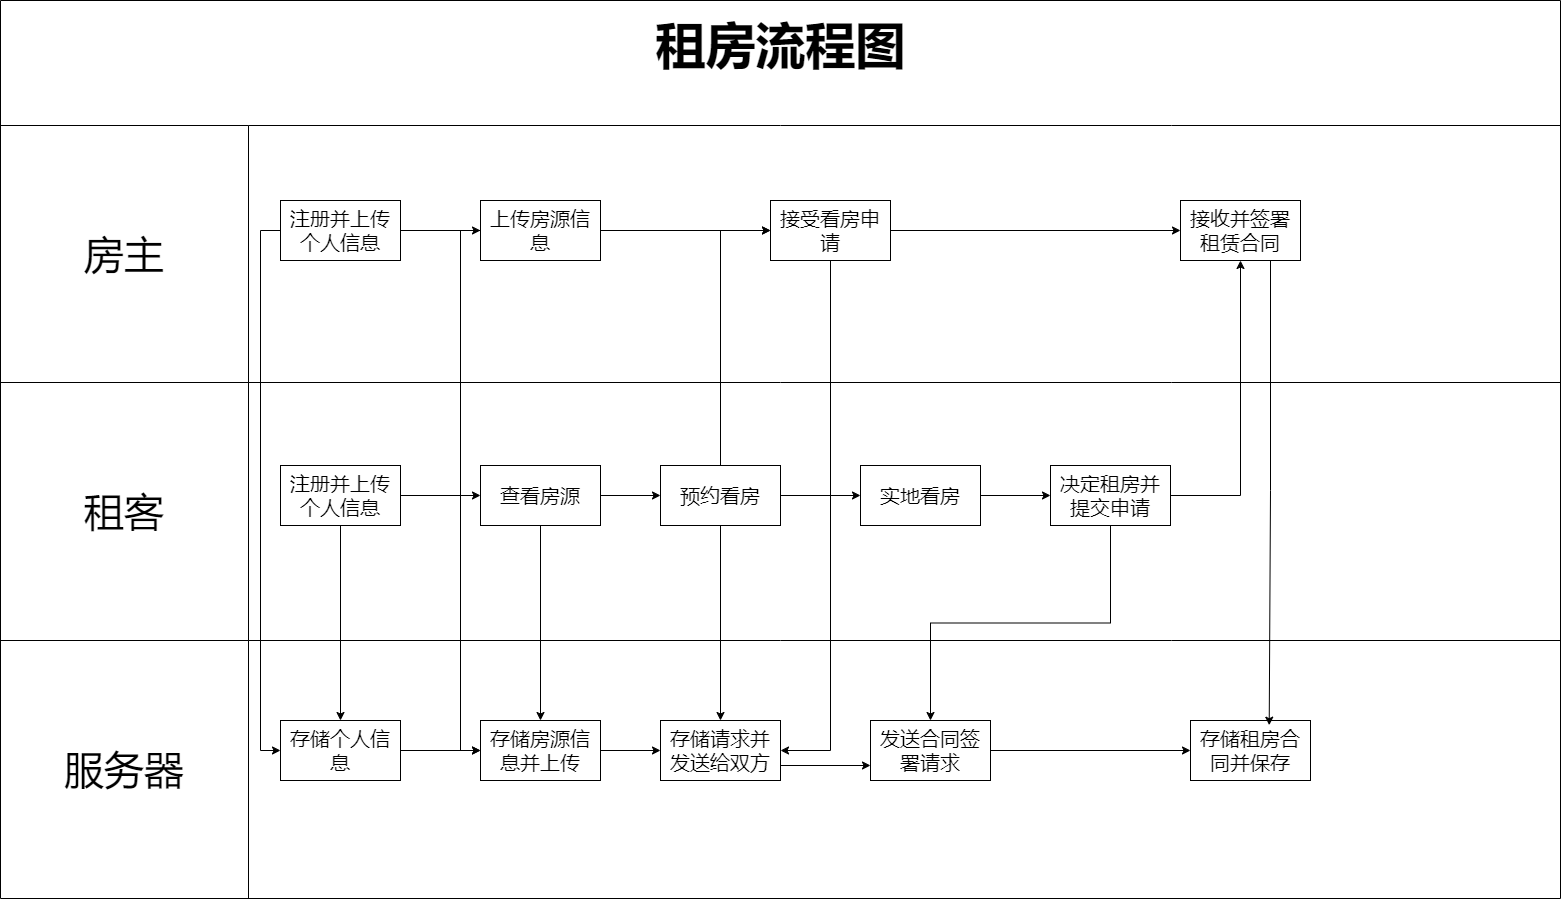 租房流程图
房主
注册并上传
个人信息
上传房源信
息
接受看房申
请
接收并签署
租赁合同
租客
注册并上传
个人信息
查看房源
预约看房
实地看房
决定租房并
提交申请
服务器
存储个人信
息
存储房源信
息并上传
存储请求并
发送给双方
发送合同签
署请求
存储租房合
同并保存